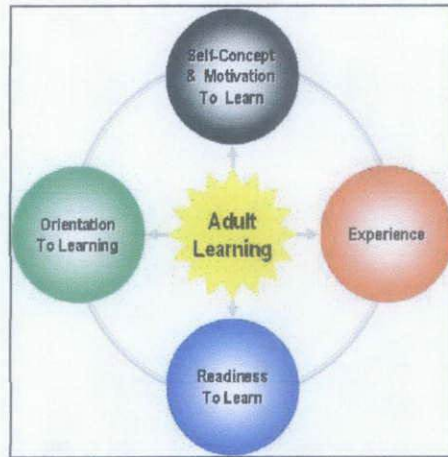 Self-Concept
& Motivation
To Learn
Orientation
To Learning
Adult
Learning
Experience
Readiness
To Learn